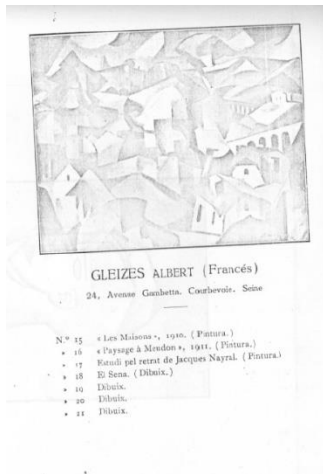 GLEIZES ALBERT (Francés)
24, Avenue Gambetta. Courbevoie. Seine
N.º 15 « Les Maisons », 1910. (Pintura.)
» 16 « Paysage à Meudon », 1911. (Pintura.)
» 17 Estudi pel retrat de Jacques Nayral. (Pintura.)
» 18 El Sena. (Dibuix.)
» 19 Dibuix.
» 20 Dibuix.
» 21 Dibuix.